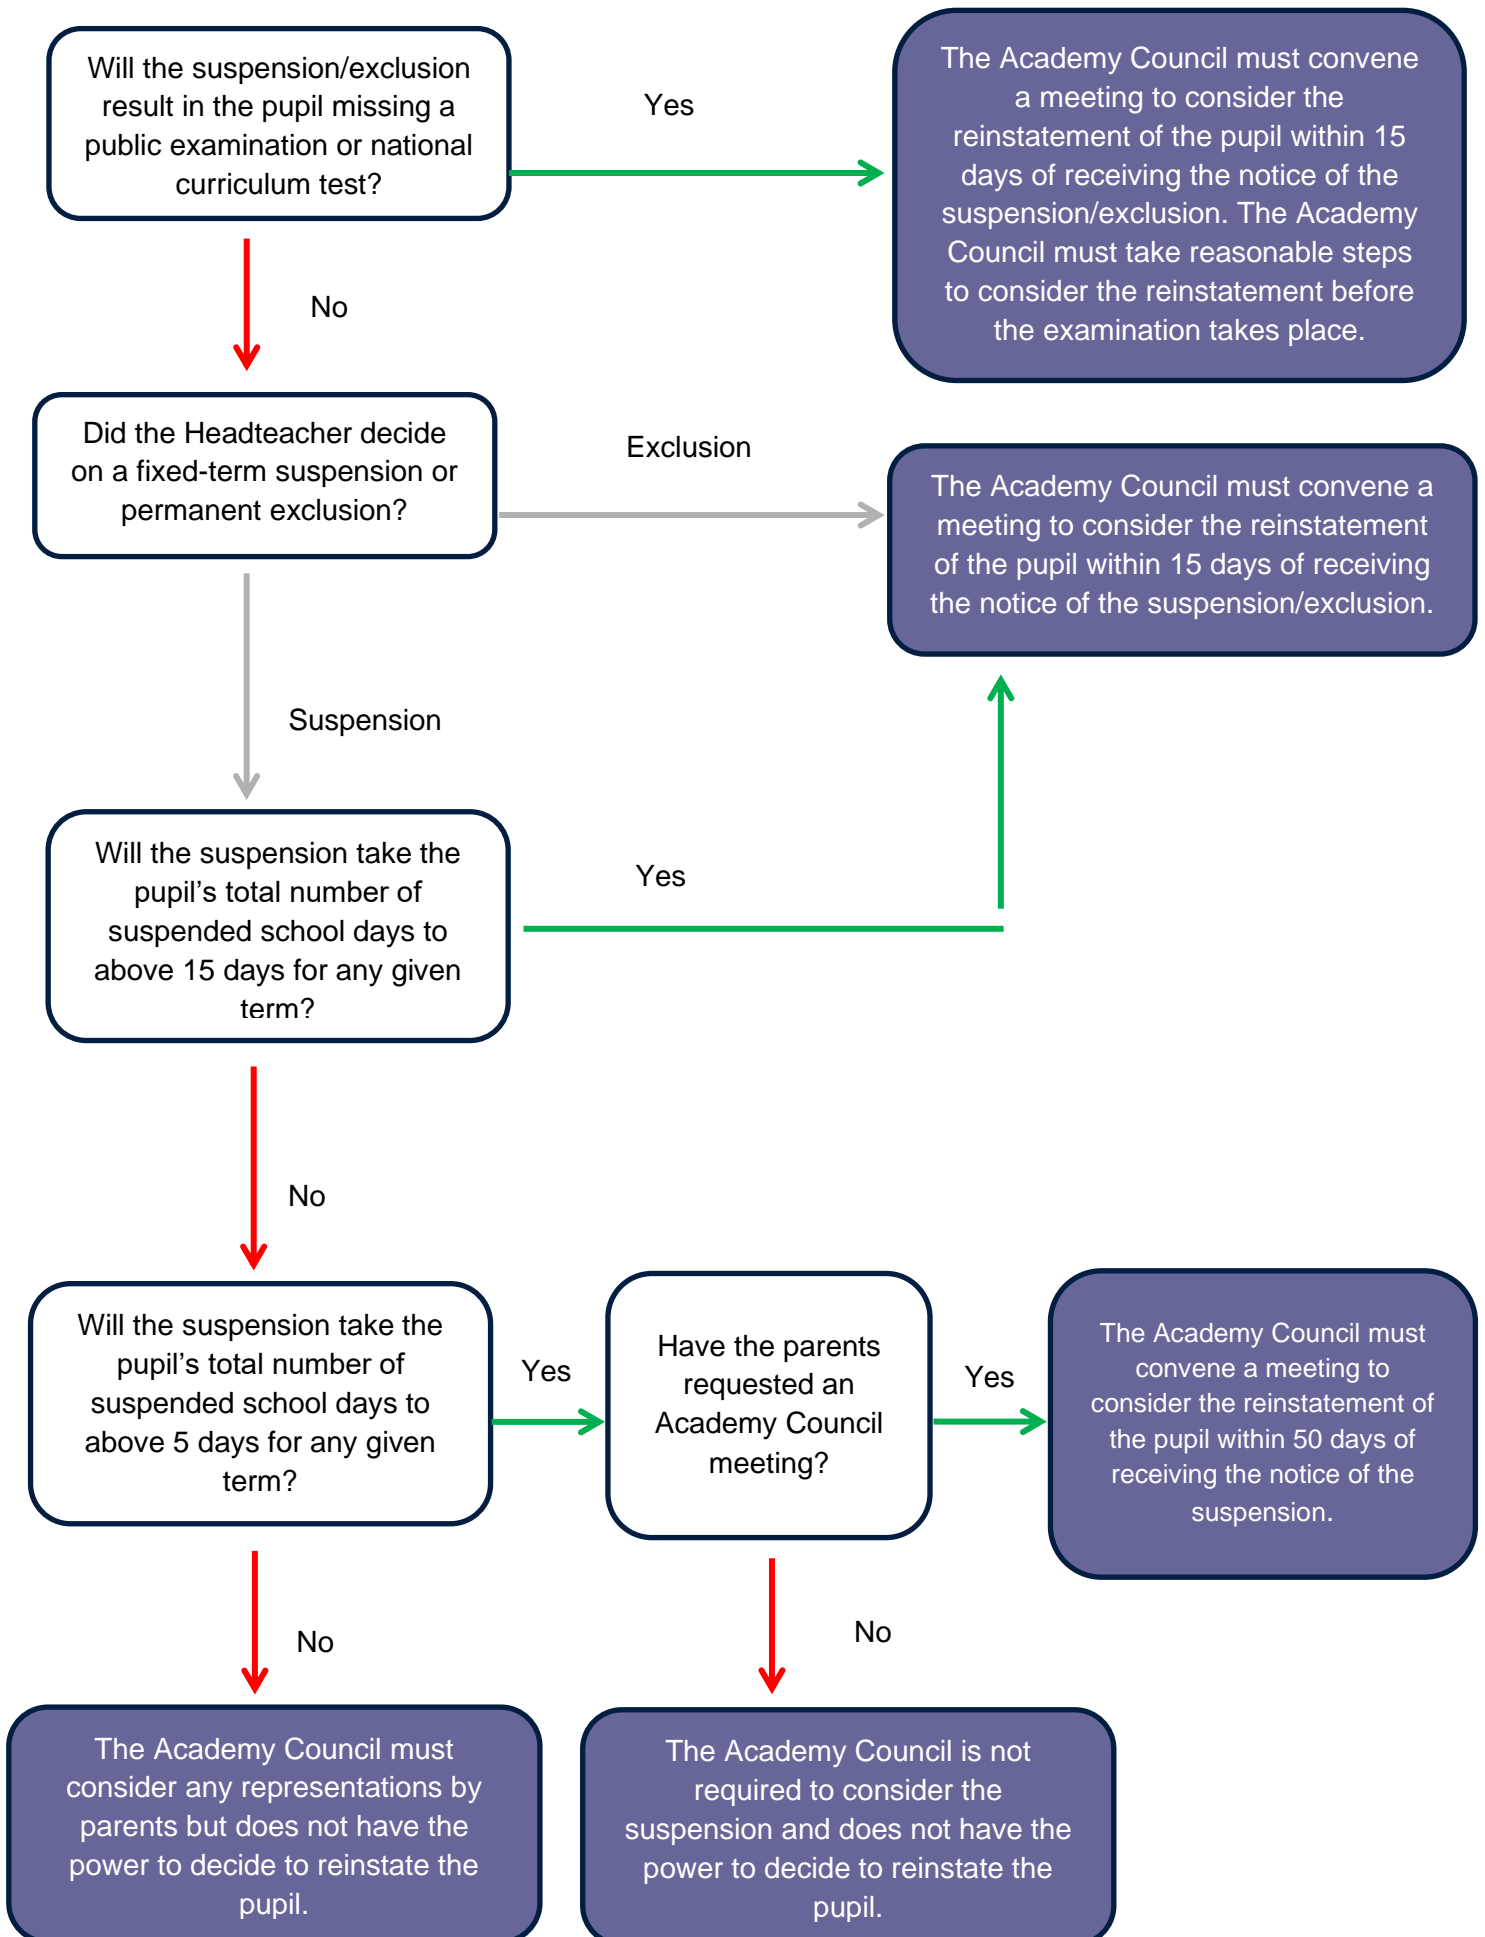 Will the suspension/exclusion
result in the pupil missing a
public examination or national
curriculum test?
Yes
The Academy Council must convene
a meeting to consider the
reinstatement of the pupil within 15
days of receiving the notice of the
suspension/exclusion. The Academy
Council must take reasonable steps
to consider the reinstatement before
the examination takes place.
No
Did the Headteacher decide
on a fixed-term suspension or
permanent exclusion?
Exclusion
The Academy Council must convene a
meeting to consider the reinstatement
of the pupil within 15 days of receiving
the notice of the suspension/exclusion.
Suspension
Will the suspension take the
pupil’s total number of
suspended school days to
above 15 days for any given
term?
Yes
No
Will the suspension take the
pupil’s total number of
suspended school days to
above 5 days for any given
term?
Yes
Have the parents
requested an
Academy Council
meeting?
Yes
The Academy Council must
convene a meeting to
consider the reinstatement of
the pupil within 50 days of
receiving the notice of the
suspension.
No
No
The Academy Council must
consider any representations by
parents but does not have the
power to decide to reinstate the
pupil.
The Academy Council is not
required to consider the
suspension and does not have the
power to decide to reinstate the
pupil.